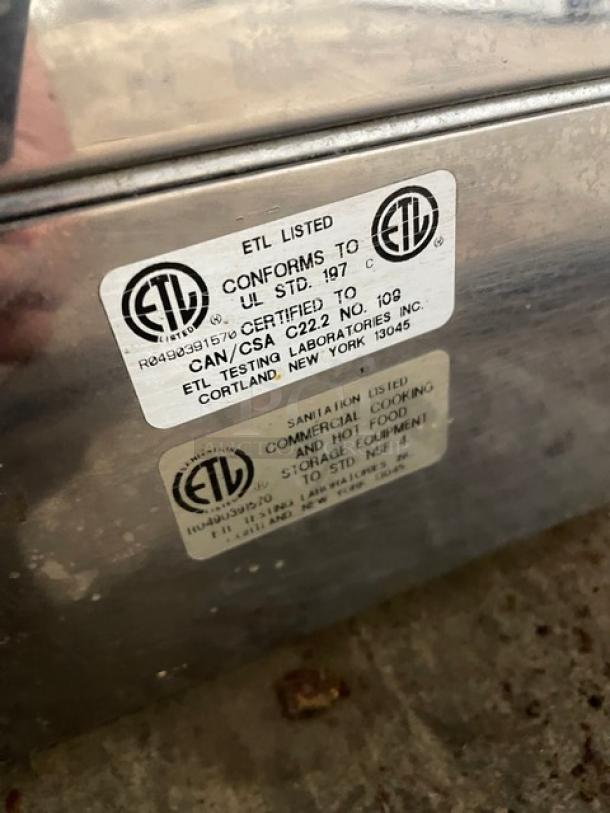 ETL LISTED
CONFORMS TO
UL STD. 197
C
ETL
LISTED
ETL
R0490391570 CERTIFIED TO
CAN/CSA C22.2 NO. 109
ETL TESTING LABORATORIES INC.
CORTLAND, NEW YORK 13045
SANITATION LISTED
COMMERCIAL COOKING
AND HOT FOOD
STORAGE EQUIPMENT
TO STD. NSF 4
ETL
R0490391570
ETL TESTING LABORATORIES INC.
CORTLAND NEW YORK 13045